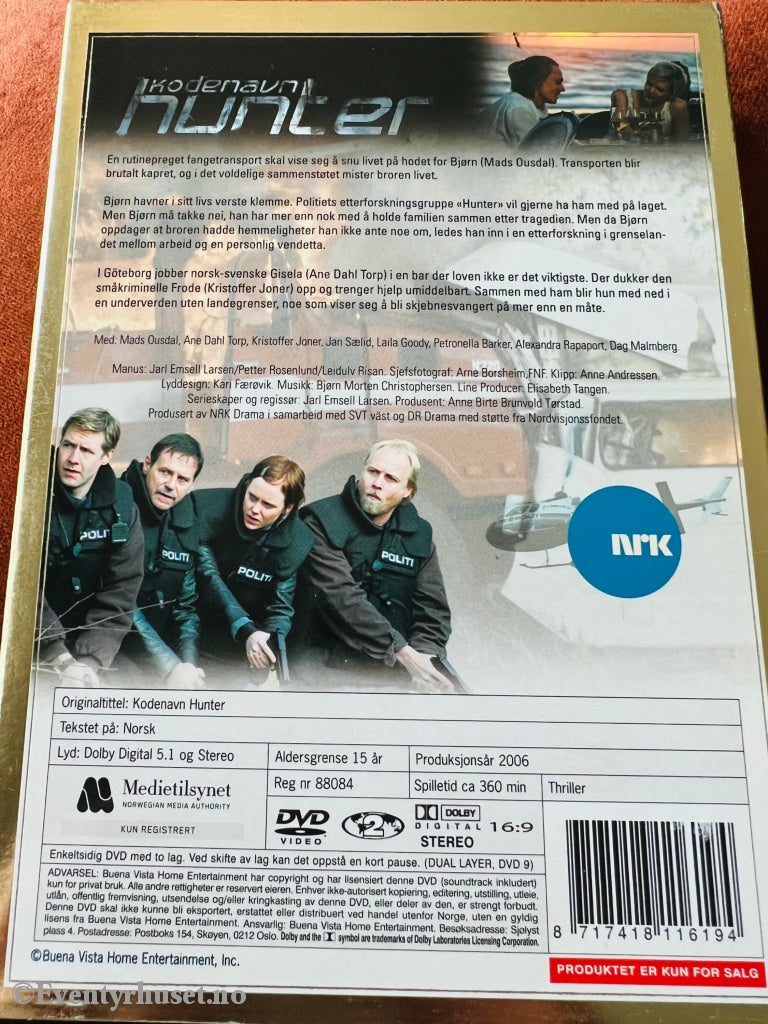 kodenavn
hunter
En rutinepreget fangetransport skal vise seg å snu livet på hodet for Bjørn (Mads Ousdal). Transporten blir
brutalt kapret, og i det voldelige sammenstøtet mister broren livet.
Bjørn havner i sitt livs verste klemme. Politiets etterforskningsgruppe «Hunter» vil gjerne ha ham med på laget.
Men Bjørn må takke nei, han har mer enn nok med å holde familien sammen etter tragedien. Men da Bjørn
oppdager at broren hadde hemmeligheter han ikke ante noe om, ledes han inn i en etterforskning i grenselan-
det mellom arbeid og en personlig vendetta.
I Göteborg jobber norsk-svenske Gisela (Ane Dahl Torp) i en bar der loven ikke er det viktigste. Der dukker den
småkriminelle Frode (Kristoffer Joner) opp og trenger hjelp umiddelbart. Sammen med ham blir hun med ned i
en underverden uten landegrenser, noe som viser seg å bli skjebnesvangert på mer enn en måte.
Med: Mads Ousdal, Ane Dahl Torp, Kristoffer Joner, Jan Sælid, Laila Goody, Petronella Barker, Alexandra Rapaport, Dag Malmberg.
Manus: Jarl Emsell Larsen/Petter Rosenlund/Leidulv Risan. Sjefsfotograf: Arne Borsheim,FNF. Klipp: Anne Andressen.
Lyddesign: Kari Færøvik. Musikk: Bjørn Morten Christophersen. Line Producer: Elisabeth Tangen.
Serieskaper og regissør: Jarl Emsell Larsen. Produsent: Anne Birte Brunvold Tørstad.
Produsert av NRK Drama i samarbeid med SVT väst og DR Drama med støtte fra Nordvisjonssfondet.
POLITI
POLITI
POLITI
POLITI
nrk
Originaltittel: Kodenavn Hunter
Tekstet på: Norsk
Lyd: Dolby Digital 5.1 og Stereo
Aldersgrense 15 år
Produksjonsår 2006
Medietilsynet
NORWEGIAN MEDIA AUTHORITY
KUN REGISTRERT
Reg nr 88084
Spilletid ca 360 min
Thriller
DVD
VIDEO
2
DOLBY
DIGITAL
16:9
STEREO
Enkeltsidig DVD med to lag. Ved skifte av lag kan det oppstå en kort pause. (DUAL LAYER, DVD 9)
ADVARSEL: Buena Vista Home Entertainment har copyright og har lisensiert denne DVD (soundtrack inkludert)
kun for privat bruk. Alle andre rettigheter er reservert eieren. Enhver ikke-autorisert kopiering, editering, utstilling, utleie,
utlån, offentlig fremvisning, utsendelse og/eller kringkasting av denne DVD, eller deler av den, er strengt forbudt.
Denne DVD skal ikke kunne bli eksportert, erstattet eller distribuert ved handel utenfor Norge, uten en gyldig
lisens fra Buena Vista Home Entertainment. Ansvarlig: Buena Vista Home Entertainment. Besøksadresse: Sjølyst
plass 4. Postadresse: Postboks 154, Skøyen, 0212 Oslo. Dolby and the symbol are trademarks of Dolby Laboratories Licensing Corporation.
8 717418 116194
©Buena Vista Home Entertainment, Inc.
PRODUKTET ER KUN FOR SALG
©Eventyrhuset.no